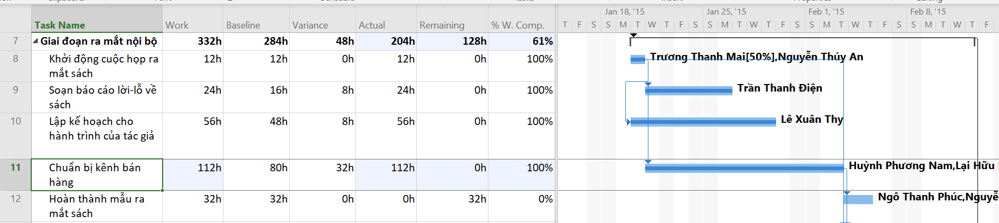 Jan 18, '15 Jan 25, '15 Feb 1, '15 Feb 8, '15
Task Name Work Baseline Variance Actual Remaining % W. Comp. T F S S M T W T F S S M T W T F S S M T W T F S S M T W T F
7 Giai đoạn ra mắt nội bộ 332h 284h 48h 204h 128h 61%
8 Khởi động cuộc họp ra 12h 12h 0h 12h 0h 100% Trương Thanh Mai[50%],Nguyễn Thúy An
mắt sách
9 Soạn báo cáo lời-lỗ về 24h 16h 8h 24h 0h 100% Trần Thanh Điện
sách
10 Lập kế hoạch cho 56h 48h 8h 56h 0h 100% Lê Xuân Thy
hành trình của tác giả
11 Chuẩn bị kênh bán 112h 80h 32h 112h 0h 100% Huỳnh Phương Nam,Lại Hữu
hàng
12 Hoàn thành mẫu ra 32h 32h 0h 0h 32h 0% Ngô Thanh Phúc,Nguyễ
mắt sách